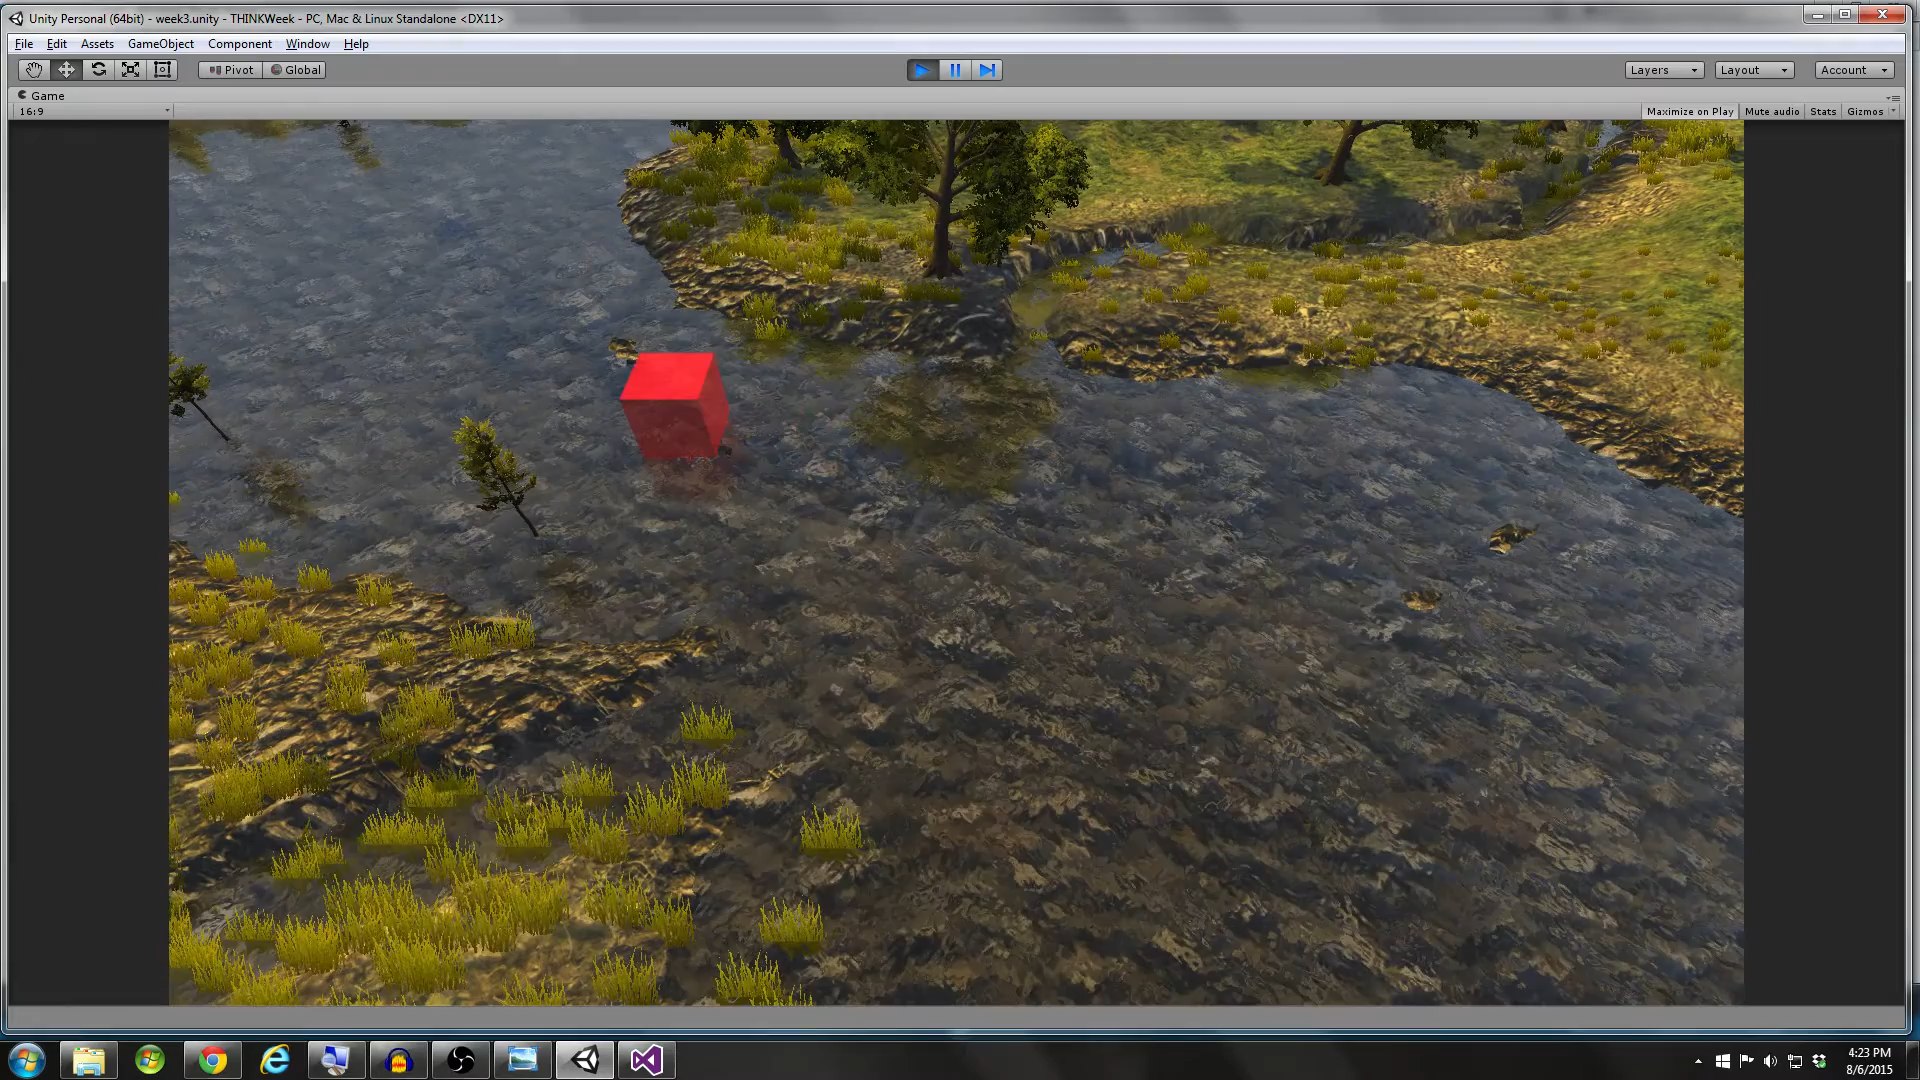 Unity Personal (64bit) - week3.unity - THINKWeek - PC, Mac & Linux Standalone <DX11>
File Edit Assets GameObject Component Window Help
Pivot Global Layers Layout Account
Game
16:9 Maximize on Play Mute audio Stats Gizmos
4:23 PM
8/6/2015